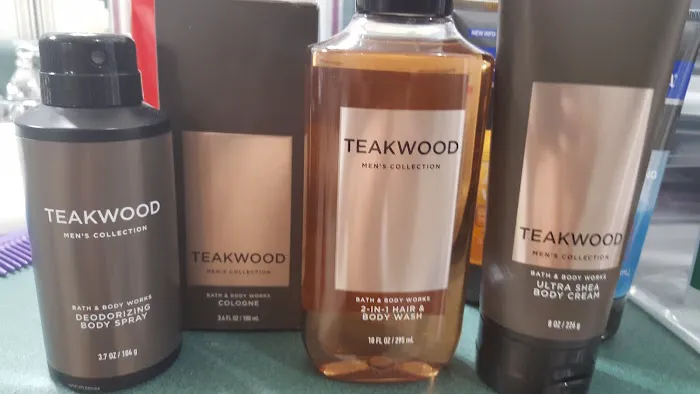 TEAKWOOD
MEN'S COLLECTION
BATH & BODY WORKS
DEODORIZING
BODY SPRAY
3.7 OZ / 104 g
TEAKWOOD
MEN'S COLLECTION
BATH & BODY WORKS
COLOGNE
3.4 FL OZ / 100 mL
TEAKWOOD
MEN'S COLLECTION
BATH & BODY WORKS
2-IN-1 HAIR &
BODY WASH
10 FL OZ / 295 mL
TEAKWOOD
MEN'S COLLECTION
BATH & BODY WORKS
ULTRA SHEA
BODY CREAM
8 OZ / 226 g
NEW INFO